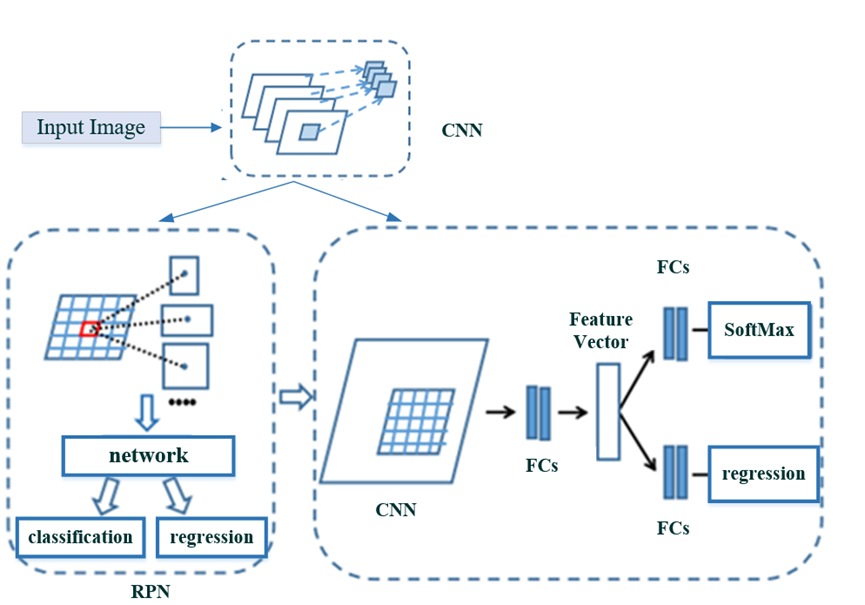 Input Image
CNN
network
classification
regression
RPN
CNN
FCs
Feature
Vector
FCs
SoftMax
regression
FCs